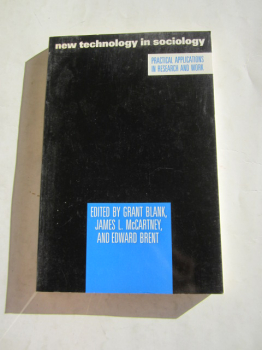 new technology in sociology
PRACTICAL APPLICATIONS
IN RESEARCH AND WORK
EDITED BY GRANT BLANK,
JAMES L. McCARTNEY,
AND EDWARD BRENT